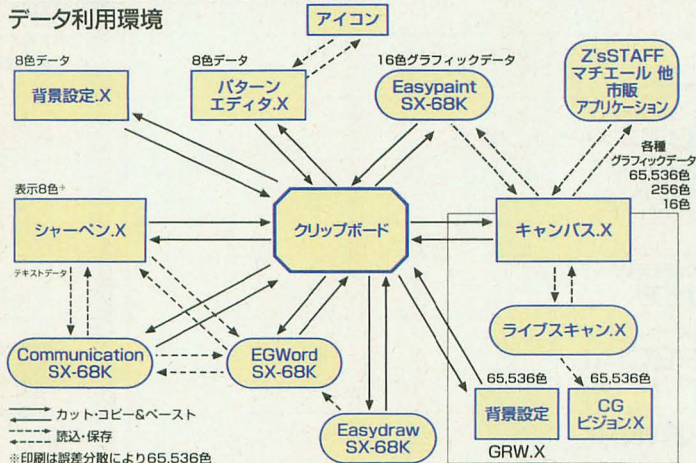 データ利用環境
アイコン
8色データ
背景設定.X
8色データ
パターン
エディタ.X
16色グラフィックデータ
Easypaint
SX-68K
Z'sSTAFF
マチエール 他
市販
アプリケーション
各種
グラフィックデータ
65,536色
256色
16色
表示8色＊
シャーペン.X
クリップボード
キャンバス.X
テキストデータ
ライブスキャン.X
Communication
SX-68K
EGWord
SX-68K
65,536色
背景設定
GRW.X
65,536色
CG
ビジョン.X
Easydraw
SX-68K
カット・コピー&ペースト
読込・保存
※印刷は誤差分散により65,536色